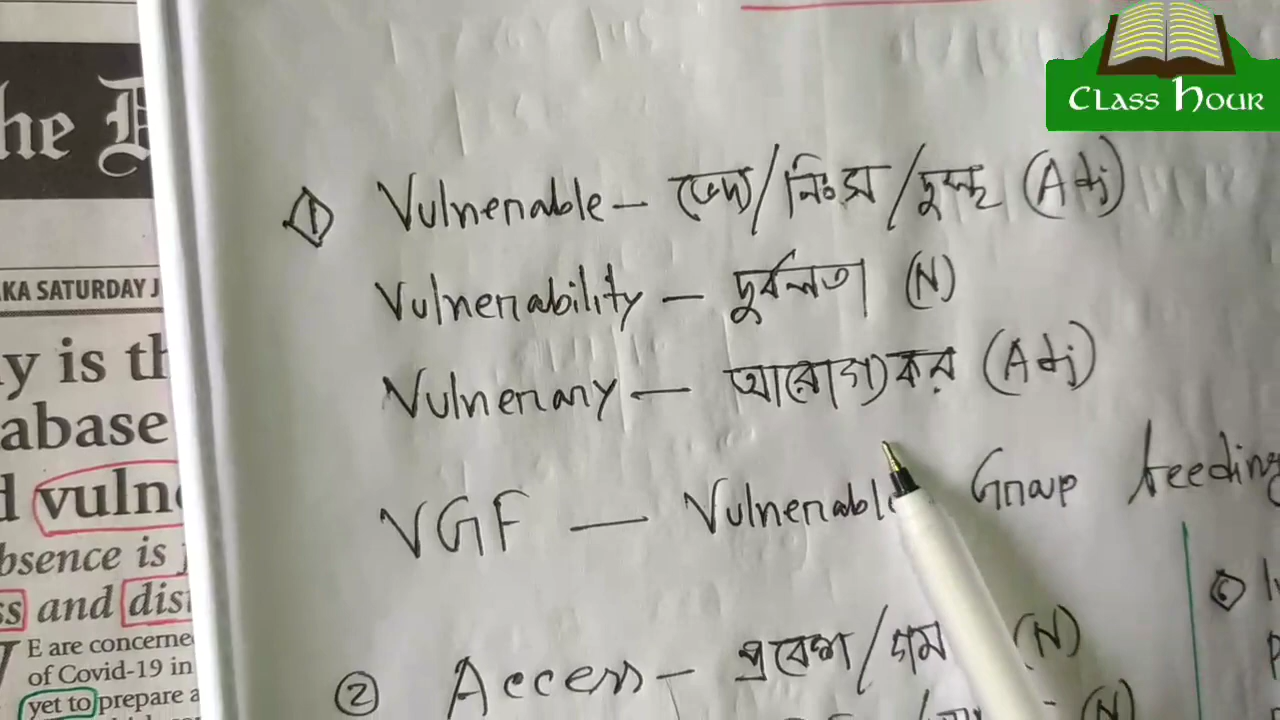 CLASS HOUR
he
KA SATURDAY J
y is th
abase
d vuln
bsence is
ss and dis
E are concerne
of Covid-19 in
yet to prepare a
① Vulnerable – ভেদ্য/নিঃস্ব/দুস্থ (Adj)
Vulnerability – দুর্বলতা (N)
Vulnerary – আরোগ্যকর (Adj)
VGF – Vulnerable Group feeding
② Access – প্রবেশ/গম (N)
(N)